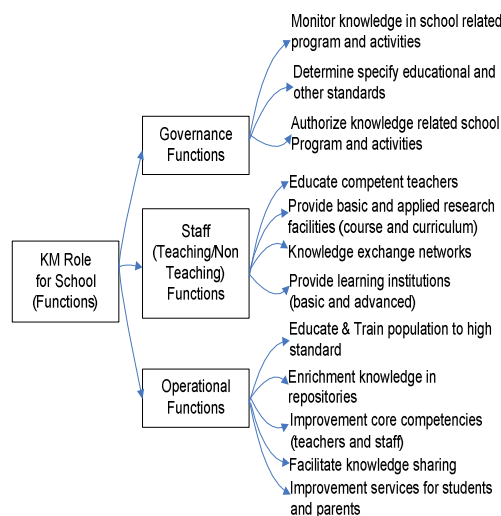 KM Role
for School
(Functions)
Governance
Functions
Monitor knowledge in school related
program and activities
Determine specify educational and
other standards
Authorize knowledge related school
Program and activities
Staff
(Teaching/Non
Teaching)
Functions
Educate competent teachers
Provide basic and applied research
facilities (course and curriculum)
Knowledge exchange networks
Provide learning institutions
(basic and advanced)
Operational
Functions
Educate & Train population to high
standard
Enrichment knowledge in
repositories
Improvement core competencies
(teachers and staff)
Facilitate knowledge sharing
Improvement services for students
and parents